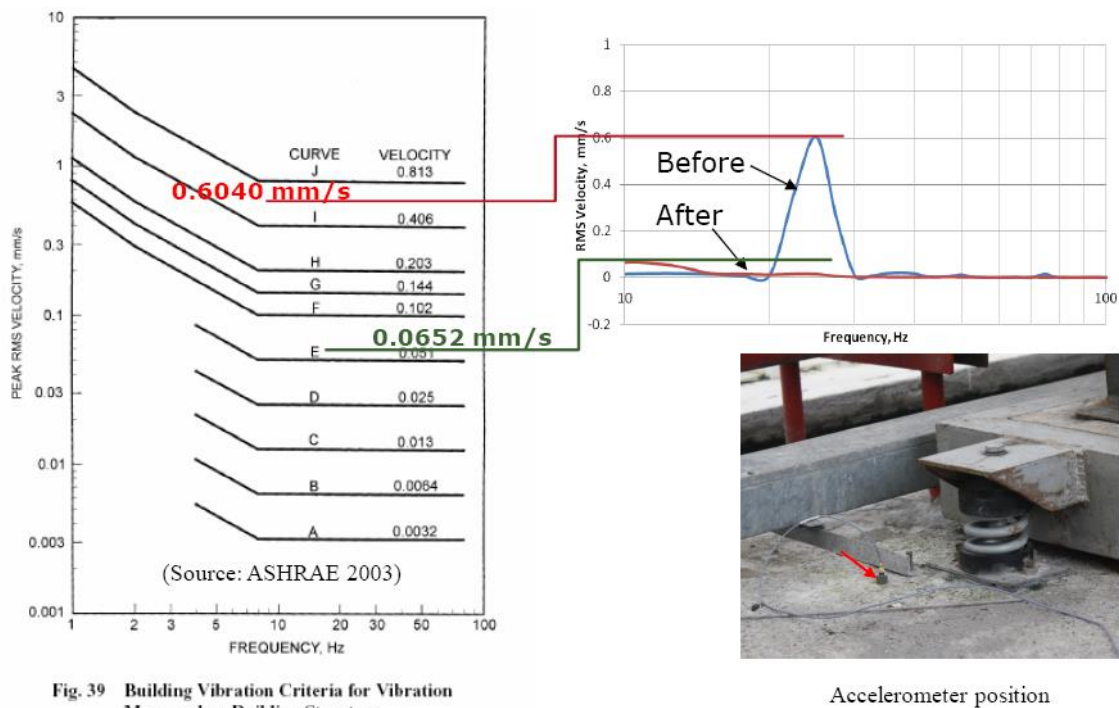 10
3
1
0.3
0.1
0.03
0.01
0.003
0.001
PEAK RMS VELOCITY, mm/s
CURVE VELOCITY
J 0.813
0.6040 mm/s
I 0.406
H 0.203
G 0.144
F 0.102
0.0652 mm/s
E 0.051
D 0.025
C 0.013
B 0.0064
A 0.0032
(Source: ASHRAE 2003)
1 2 3 5 10 20 30 50 100
FREQUENCY, Hz
Fig. 39 Building Vibration Criteria for Vibration
1
0.8
0.6
0.4
0.2
0
-0.2
RMS Velocity, mm/s
Before
After
10 100
Frequency, Hz
Accelerometer position